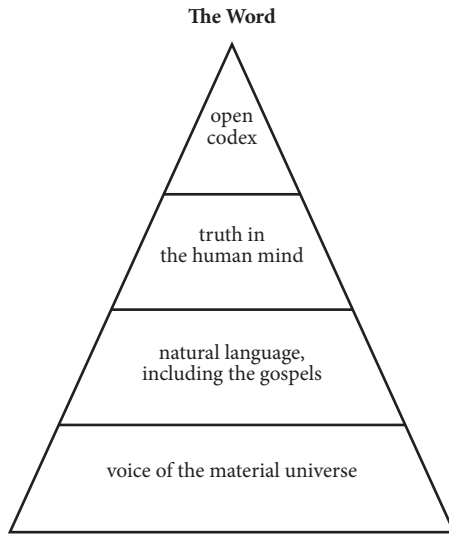 The Word
open
codex
truth in
the human mind
natural language,
including the gospels
voice of the material universe